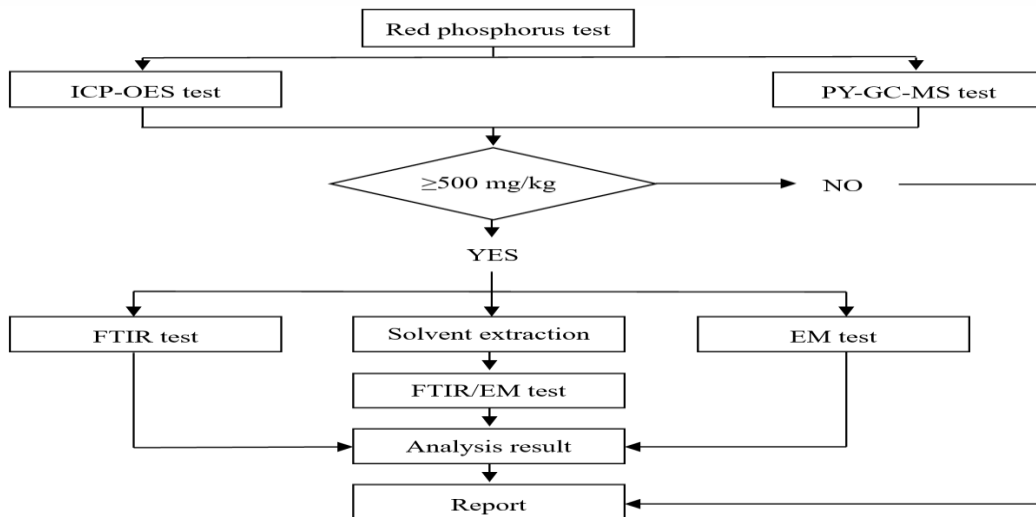 Red phosphorus test
ICP-OES test
PY-GC-MS test
≥500 mg/kg
NO
YES
FTIR test
Solvent extraction
EM test
FTIR/EM test
Analysis result
Report